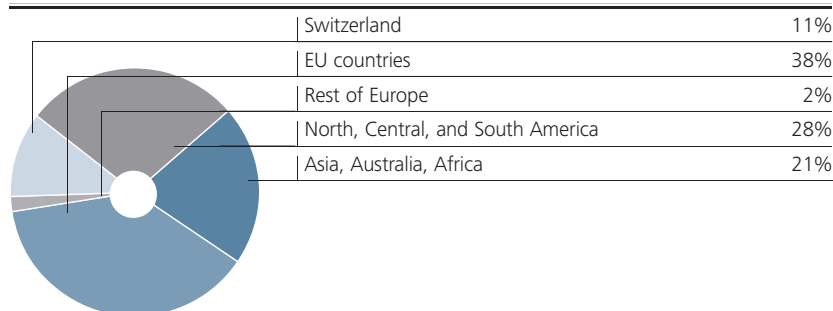 Switzerland 11%
EU countries 38%
Rest of Europe 2%
North, Central, and South America 28%
Asia, Australia, Africa 21%